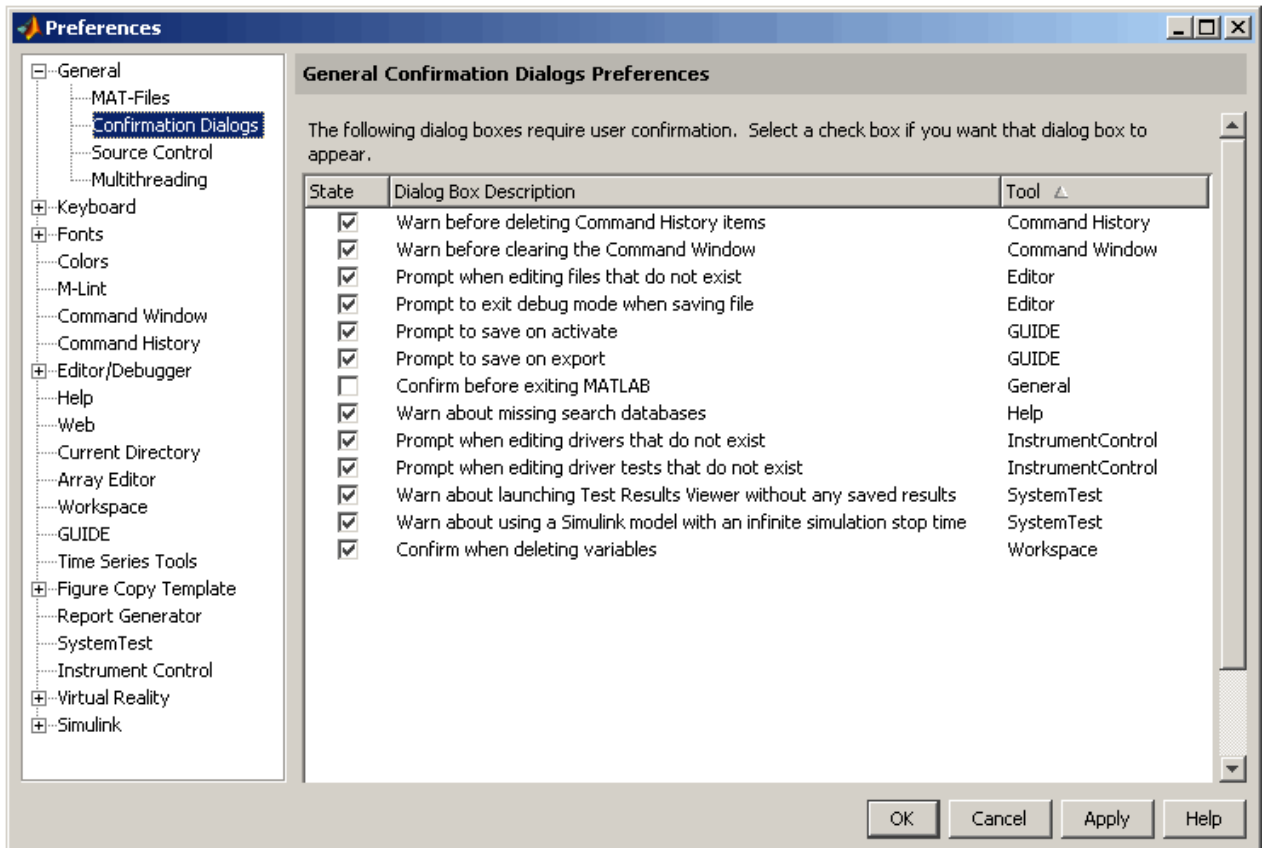 Preferences
General
MAT-Files
Confirmation Dialogs
Source Control
Multithreading
Keyboard
Fonts
Colors
M-Lint
Command Window
Command History
Editor/Debugger
Help
Web
Current Directory
Array Editor
Workspace
GUIDE
Time Series Tools
Figure Copy Template
Report Generator
SystemTest
Instrument Control
Virtual Reality
Simulink
General Confirmation Dialogs Preferences
The following dialog boxes require user confirmation.  Select a check box if you want that dialog box to
appear.
State Dialog Box Description Tool
Warn before deleting Command History items Command History
Warn before clearing the Command Window Command Window
Prompt when editing files that do not exist Editor
Prompt to exit debug mode when saving file Editor
Prompt to save on activate GUIDE
Prompt to save on export GUIDE
Confirm before exiting MATLAB General
Warn about missing search databases Help
Prompt when editing drivers that do not exist InstrumentControl
Prompt when editing driver tests that do not exist InstrumentControl
Warn about launching Test Results Viewer without any saved results SystemTest
Warn about using a Simulink model with an infinite simulation stop time SystemTest
Confirm when deleting variables Workspace
OK Cancel Apply Help